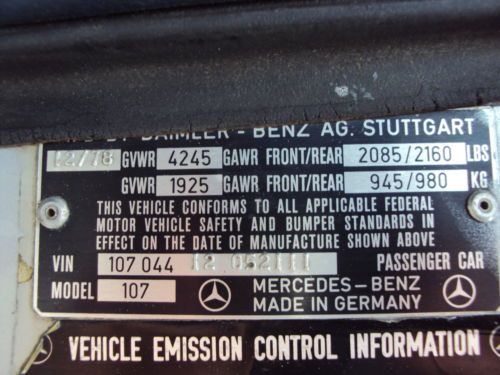 DAIMLER - BENZ AG. STUTTGART
12/78 GVWR 4245 GAWR FRONT/REAR 2085/2160 LBS
GVWR 1925 GAWR FRONT/REAR 945/980 KG
THIS VEHICLE CONFORMS TO ALL APPLICABLE FEDERAL
MOTOR VEHICLE SAFETY AND BUMPER STANDARDS IN
EFFECT ON THE DATE OF MANUFACTURE SHOWN ABOVE
VIN 107 044 12 052111 PASSENGER CAR
MODEL 107 MERCEDES-BENZ
MADE IN GERMANY
VEHICLE EMISSION CONTROL INFORMATION